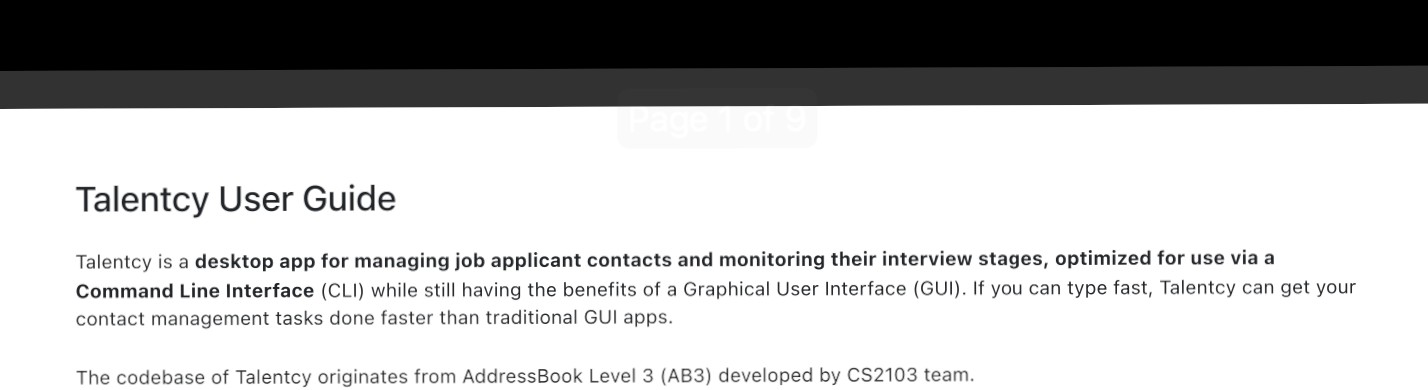 Page 1 of 9
Talentcy User Guide
Talentcy is a desktop app for managing job applicant contacts and monitoring their interview stages, optimized for use via a
Command Line Interface (CLI) while still having the benefits of a Graphical User Interface (GUI). If you can type fast, Talentcy can get your
contact management tasks done faster than traditional GUI apps.
The codebase of Talentcy originates from AddressBook Level 3 (AB3) developed by CS2103 team.